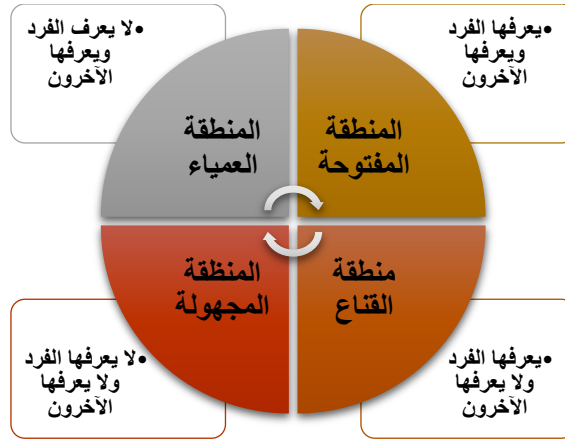 •يعرفها الفرد
ويعرفها
الآخرون
•لا يعرف الفرد
ويعرفها
الآخرون
المنطقة
المفتوحة
المنطقة
العمياء
منطقة
القناع
المنظقة
المجهولة
•يعرفها الفرد
ولا يعرفها
الآخرون
•لا يعرفها الفرد
ولا يعرفها
الآخرون